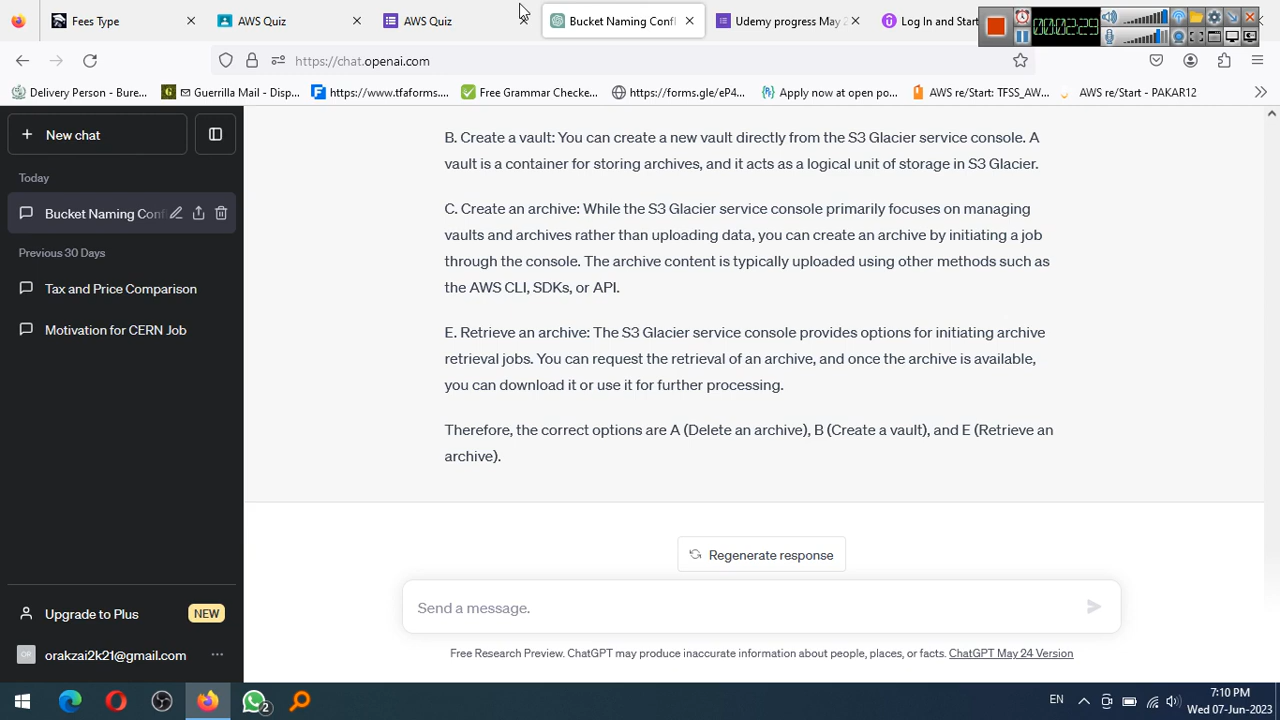 Fees Type
AWS Quiz
AWS Quiz
Bucket Naming Confl
Udemy progress May 2
Log In and Start
00:02:29
https://chat.openai.com
Delivery Person - Bure...
Guerrilla Mail - Disp...
https://www.tfaforms....
Free Grammar Checke...
https://forms.gle/eP4...
Apply now at open po...
AWS re/Start: TFSS_AW...
AWS re/Start - PAKAR12
New chat
Today
Bucket Naming Conf
Previous 30 Days
Tax and Price Comparison
Motivation for CERN Job
B. Create a vault: You can create a new vault directly from the S3 Glacier service console. A
vault is a container for storing archives, and it acts as a logical unit of storage in S3 Glacier.
C. Create an archive: While the S3 Glacier service console primarily focuses on managing
vaults and archives rather than uploading data, you can create an archive by initiating a job
through the console. The archive content is typically uploaded using other methods such as
the AWS CLI, SDKs, or API.
E. Retrieve an archive: The S3 Glacier service console provides options for initiating archive
retrieval jobs. You can request the retrieval of an archive, and once the archive is available,
you can download it or use it for further processing.
Therefore, the correct options are A (Delete an archive), B (Create a vault), and E (Retrieve an
archive).
Regenerate response
Send a message.
Free Research Preview. ChatGPT may produce inaccurate information about people, places, or facts. ChatGPT May 24 Version
Upgrade to Plus
NEW
OR
orakzai2k21@gmail.com
2
EN
7:10 PM
Wed 07-Jun-2023